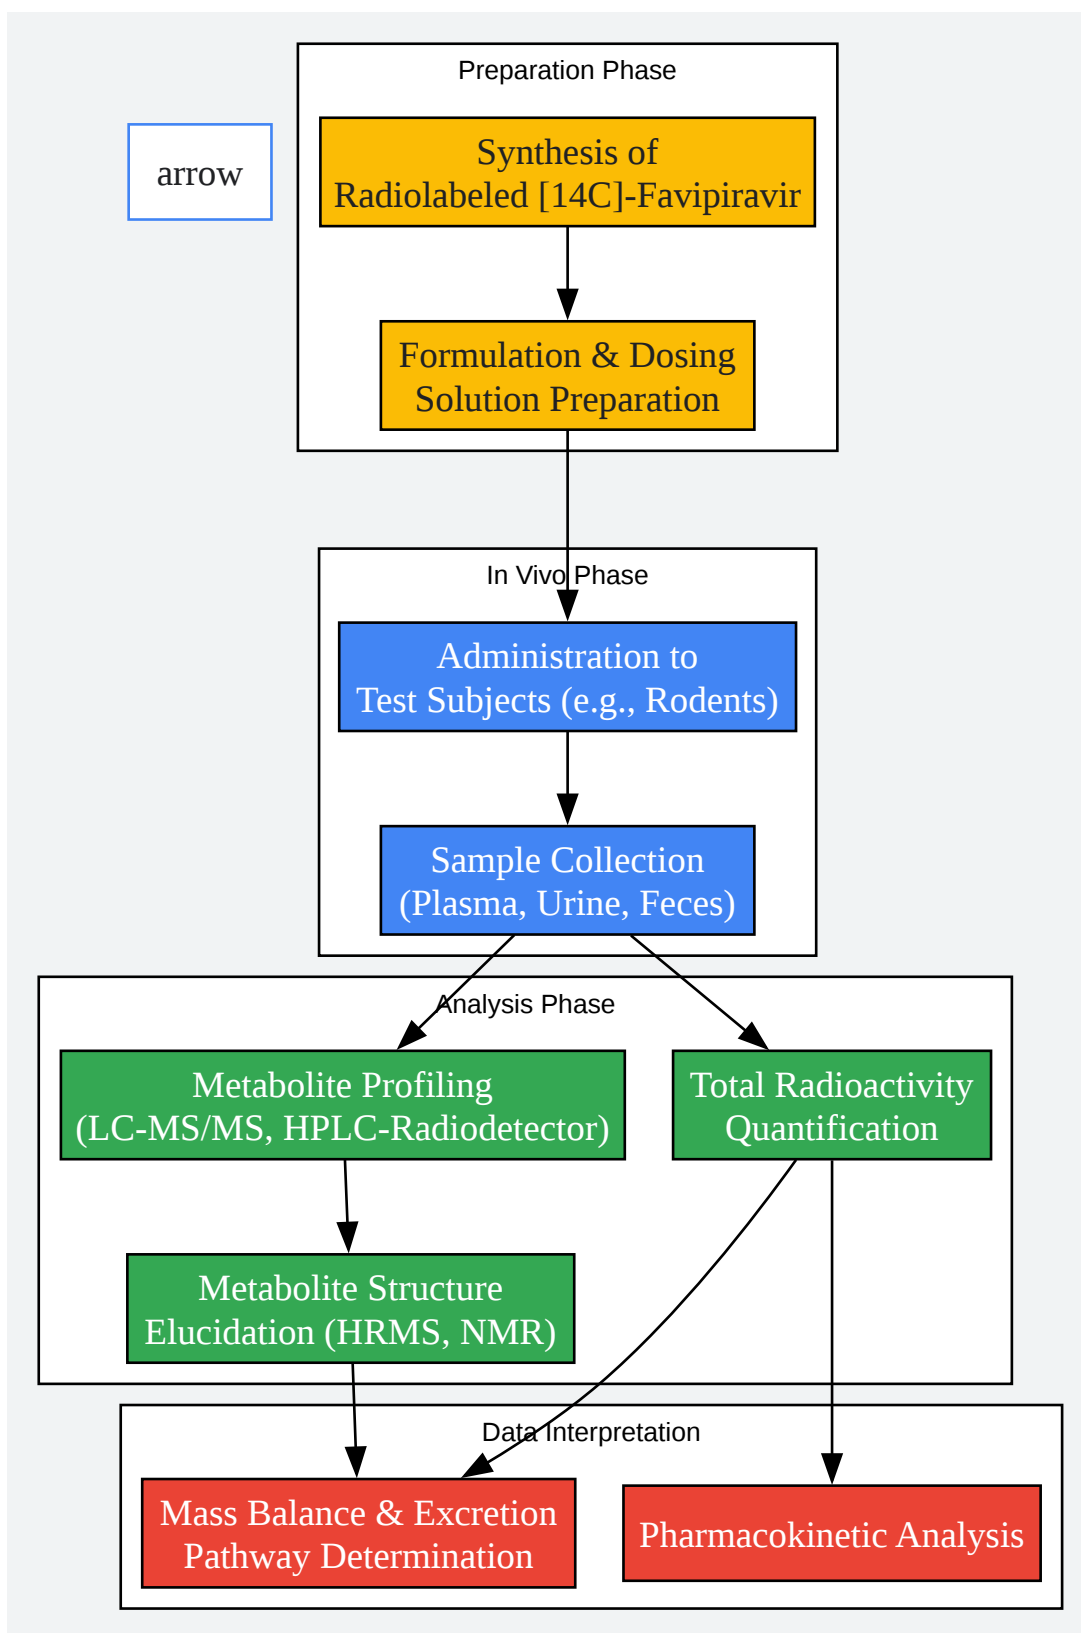 Preparation Phase
arrow
Synthesis of
Radiolabeled [14C]-Favipiravir
Formulation & Dosing
Solution Preparation
In Vivo Phase
Administration to
Test Subjects (e.g., Rodents)
Sample Collection
(Plasma, Urine, Feces)
Analysis Phase
Metabolite Profiling
(LC-MS/MS, HPLC-Radiodetector)
Total Radioactivity
Quantification
Metabolite Structure
Elucidation (HRMS, NMR)
Data Interpretation
Mass Balance & Excretion
Pathway Determination
Pharmacokinetic Analysis